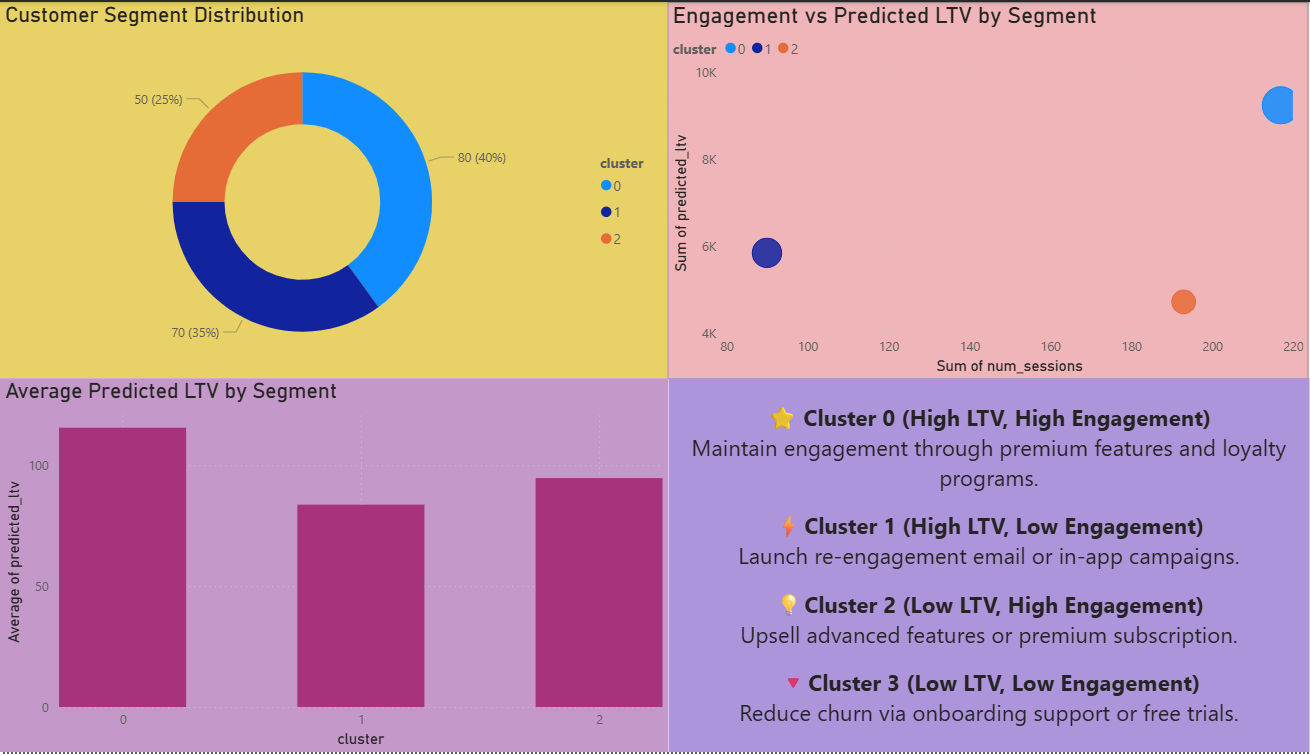 Customer Segment Distribution
50 (25%)
80 (40%)
70 (35%)
cluster
0
1
2
Engagement vs Predicted LTV by Segment
cluster 0 1 2
10K
8K
6K
4K
Sum of predicted_ltv
80 100 120 140 160 180 200 220
Sum of num_sessions
Average Predicted LTV by Segment
100
50
0
Average of predicted_ltv
0 1 2
cluster
⭐ Cluster 0 (High LTV, High Engagement)
Maintain engagement through premium features and loyalty
programs.
⚡ Cluster 1 (High LTV, Low Engagement)
Launch re-engagement email or in-app campaigns.
💡 Cluster 2 (Low LTV, High Engagement)
Upsell advanced features or premium subscription.
🔻 Cluster 3 (Low LTV, Low Engagement)
Reduce churn via onboarding support or free trials.